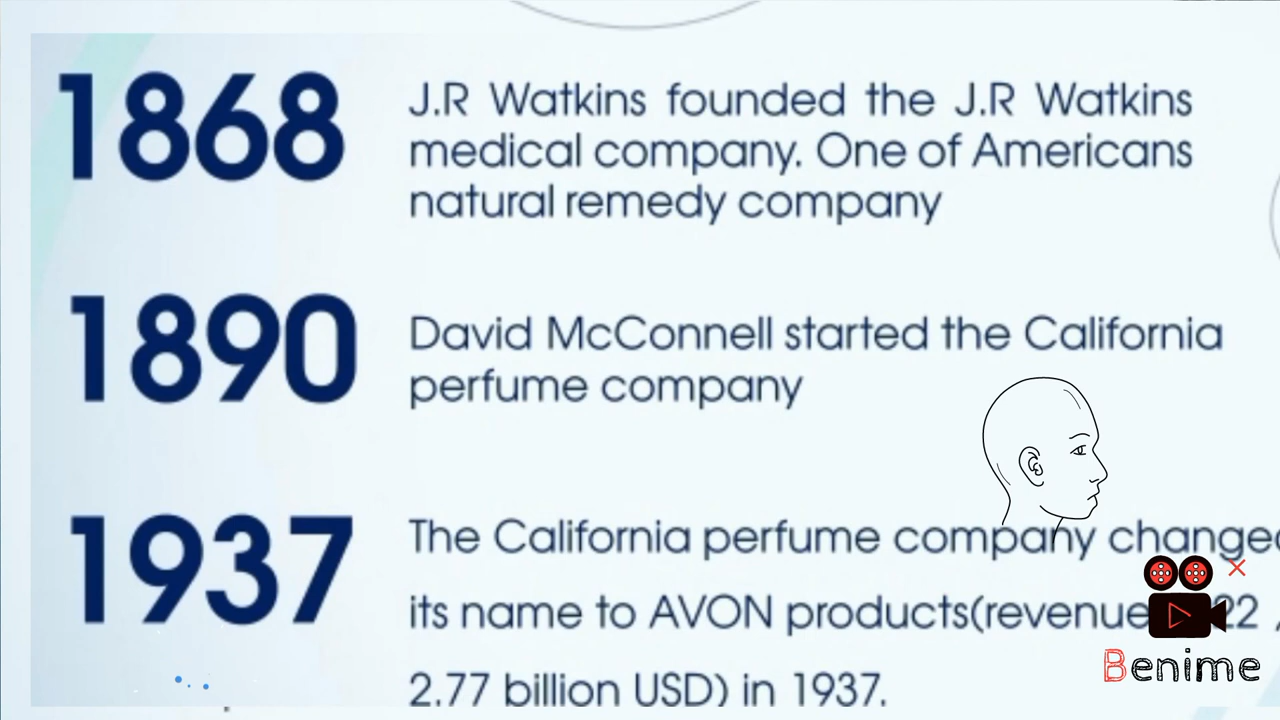 1868
J.R Watkins founded the J.R Watkins
medical company. One of Americans
natural remedy company
1890
David McConnell started the California
perfume company
1937
The California perfume company changed
its name to AVON products(revenue 22 ,
2.77 billion USD) in 1937.
Benime